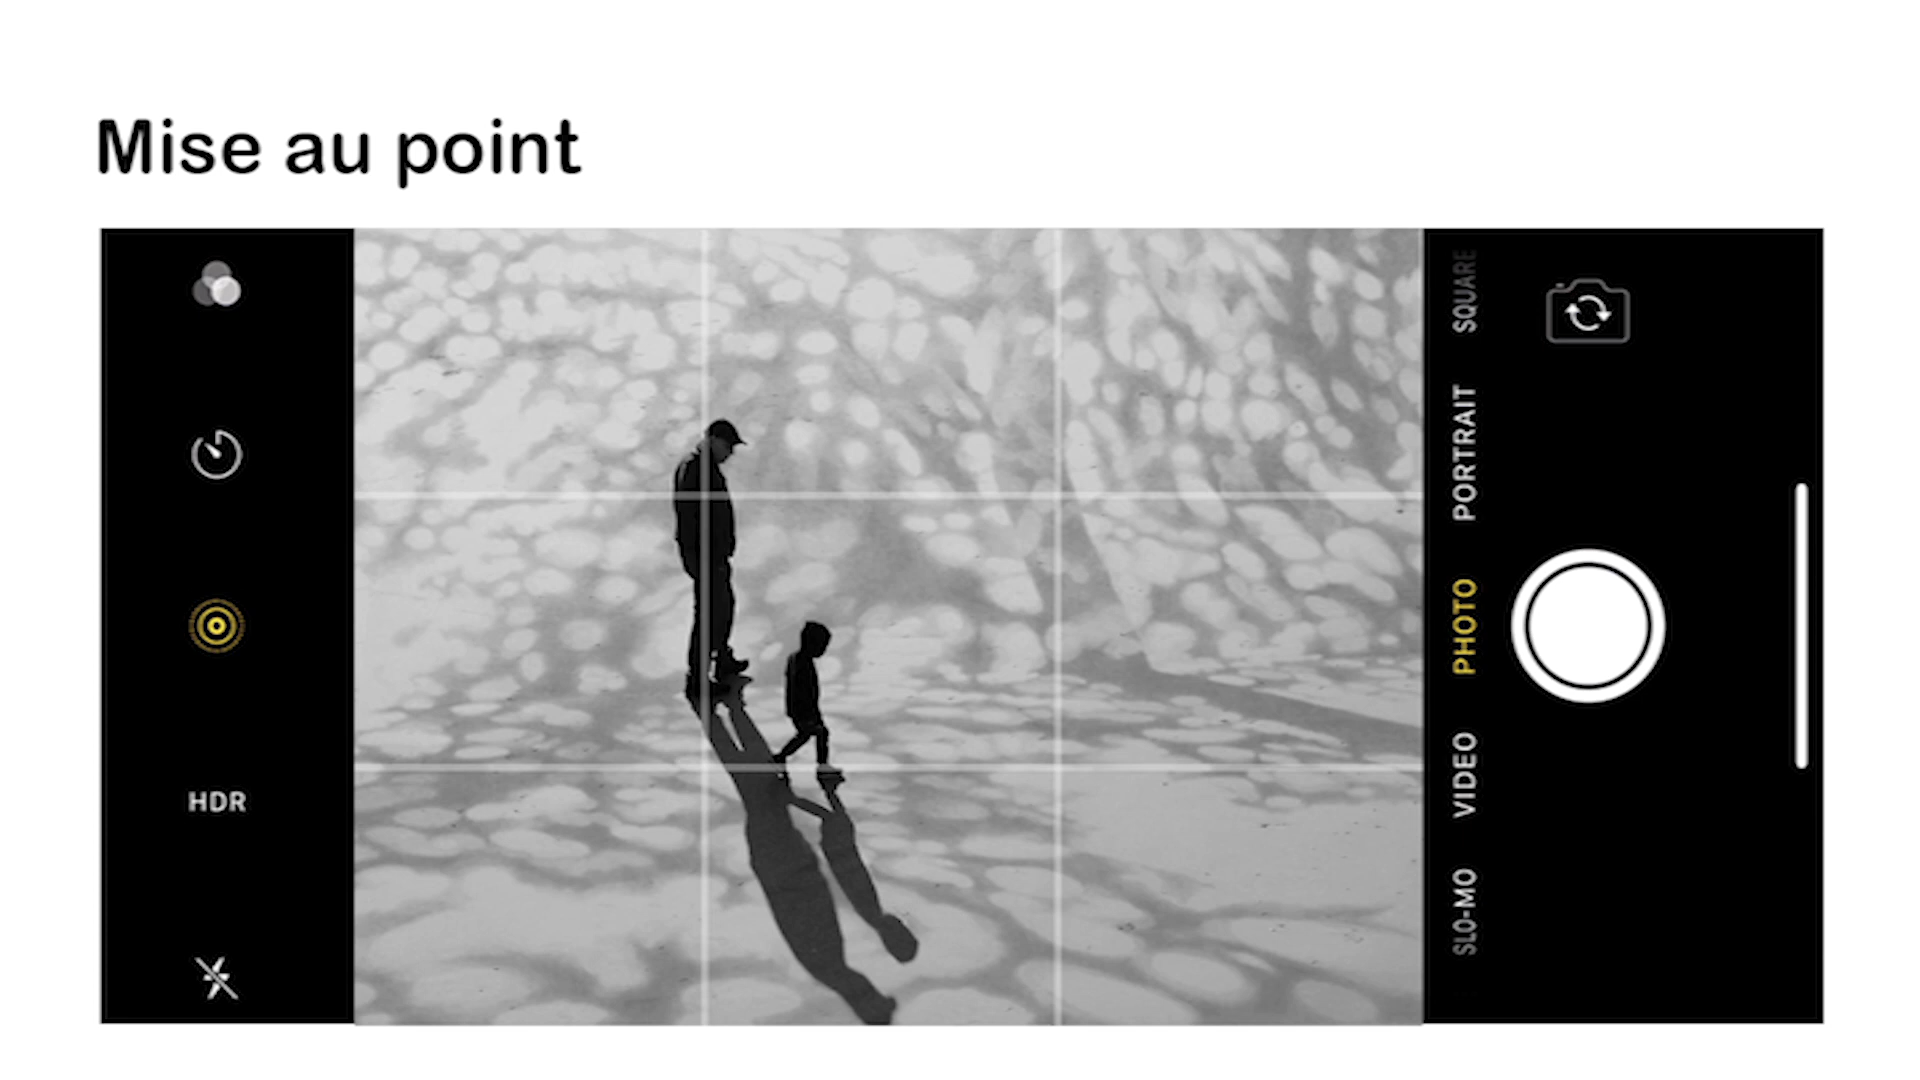 Mise au point
HDR
SQUARE
PORTRAIT
PHOTO
VIDEO
SLO-MO